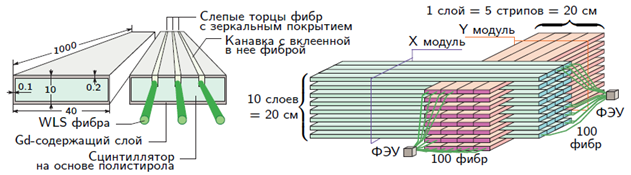 Слепые торцы фибр
с зеркальным покрытием
Канавка с вклеенной
в нее фиброй
1000
0.1
10
0.2
40
WLS фибра
Gd-содержащий слой
Сцинтиллятор
на основе полистирола
1 слой = 5 стрипов = 20 см
Y модуль
X модуль
10 слоев
= 20 см
ФЭУ
100 фибр
ФЭУ
100
фибр